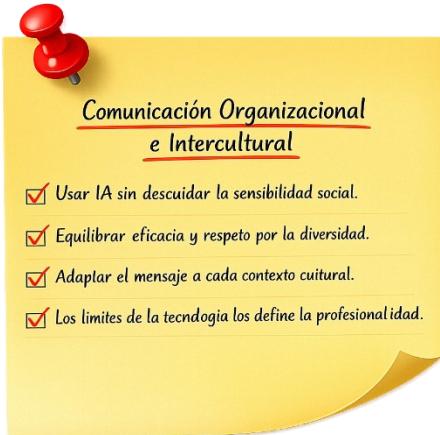 Comunicación Organizacional
e Intercultural
Usar IA sin descuidar la sensibilidad social.
Equilibrar eficacia y respeto por la diversidad.
Adaptar el mensaje a cada contexto cuitural.
Los limites de la tecndogia los define la profesionalidad.